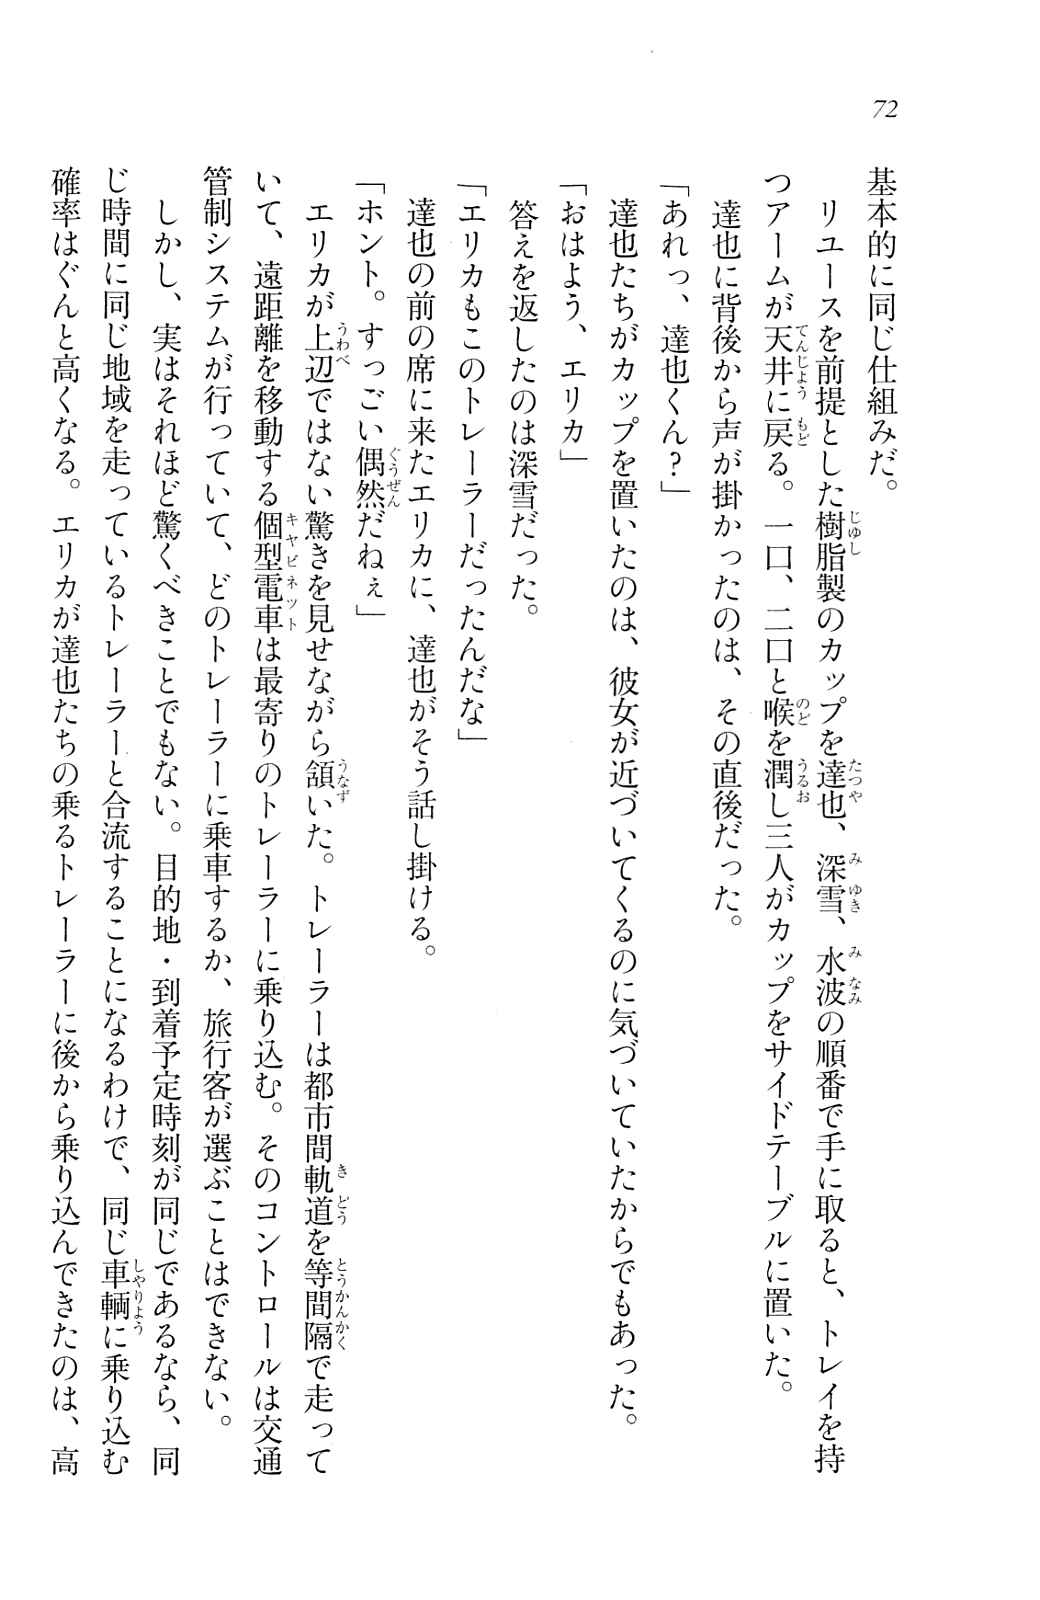 72
基本的に同じ仕組みだ。
　リユースを前提とした樹脂製のカップを達也、深雪、水波の順番で手に取ると、トレイを持
つアームが天井に戻る。一口、二口と喉を潤し三人がカップをサイドテーブルに置いた。
　達也に背後から声が掛かったのは、その直後だった。
「あれっ、達也くん？」
　達也たちがカップを置いたのは、彼女が近づいてくるのに気づいていたからでもあった。
「おはよう、エリカ」
　答えを返したのは深雪だった。
「エリカもこのトレーラーだったんだな」
　達也の前の席に来たエリカに、達也がそう話し掛ける。
「ホント。すっごい偶然だねぇ」
　エリカが上辺ではない驚きを見せながら頷いた。トレーラーは都市間軌道を等間隔で走って
いて、遠距離を移動する個型電車は最寄りのトレーラーに乗り込む。そのコントロールは交通
管制システムが行っていて、どのトレーラーに乗車するか、旅行客が選ぶことはできない。
　しかし、実はそれほど驚くべきことでもない。目的地・到着予定時刻が同じであるなら、同
じ時間に同じ地域を走っているトレーラーと合流することになるわけで、同じ車輌に乗り込む
確率はぐんと高くなる。エリカが達也たちの乗るトレーラーに後から乗り込んできたのは、高